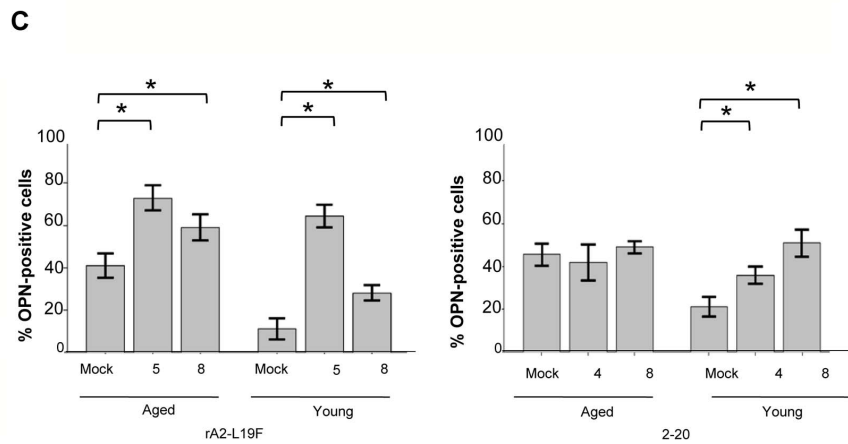 C
* * * *
* *
% OPN-positive cells
100
80
60
40
20
0
Mock 5 8 Mock 5 8
Aged Young
rA2-L19F
% OPN-positive cells
100
80
60
40
20
0
Mock 4 8 Mock 4 8
Aged Young
2-20